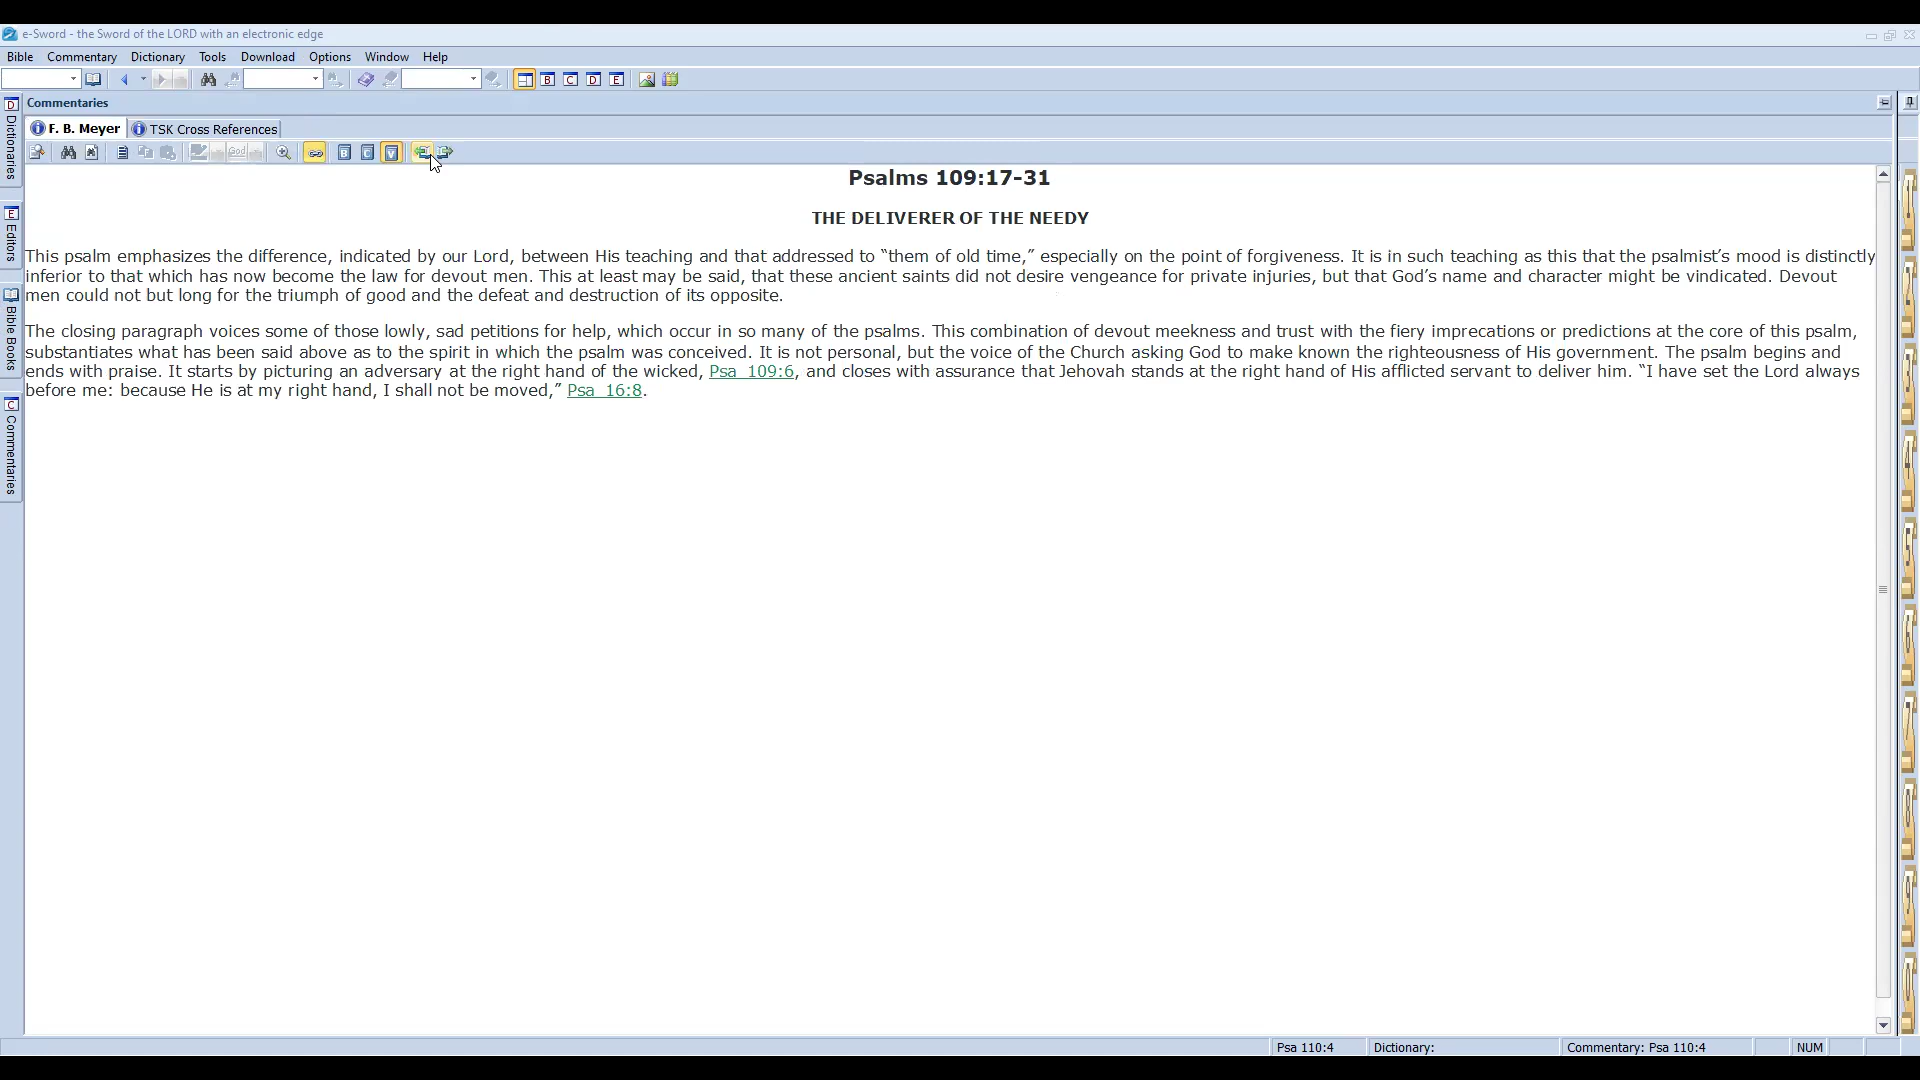 e-Sword - the Sword of the LORD with an electronic edge
Bible Commentary Dictionary Tools Download Options Window Help
B C D E
Commentaries
F. B. Meyer TSK Cross References
God
B C V
D Dictionaries
E Editors
Bible Books
C Commentaries
Psalms 109:17-31
THE DELIVERER OF THE NEEDY
This psalm emphasizes the difference, indicated by our Lord, between His teaching and that addressed to “them of old time,” especially on the point of forgiveness. It is in such teaching as this that the psalmist’s mood is distinctly
inferior to that which has now become the law for devout men. This at least may be said, that these ancient saints did not desire vengeance for private injuries, but that God’s name and character might be vindicated. Devout
men could not but long for the triumph of good and the defeat and destruction of its opposite.
The closing paragraph voices some of those lowly, sad petitions for help, which occur in so many of the psalms. This combination of devout meekness and trust with the fiery imprecations or predictions at the core of this psalm,
substantiates what has been said above as to the spirit in which the psalm was conceived. It is not personal, but the voice of the Church asking God to make known the righteousness of His government. The psalm begins and
ends with praise. It starts by picturing an adversary at the right hand of the wicked, Psa_109:6, and closes with assurance that Jehovah stands at the right hand of His afflicted servant to deliver him. “I have set the Lord always
before me: because He is at my right hand, I shall not be moved,” Psa_16:8.
Psa 110:4 Dictionary: Commentary: Psa 110:4 NUM